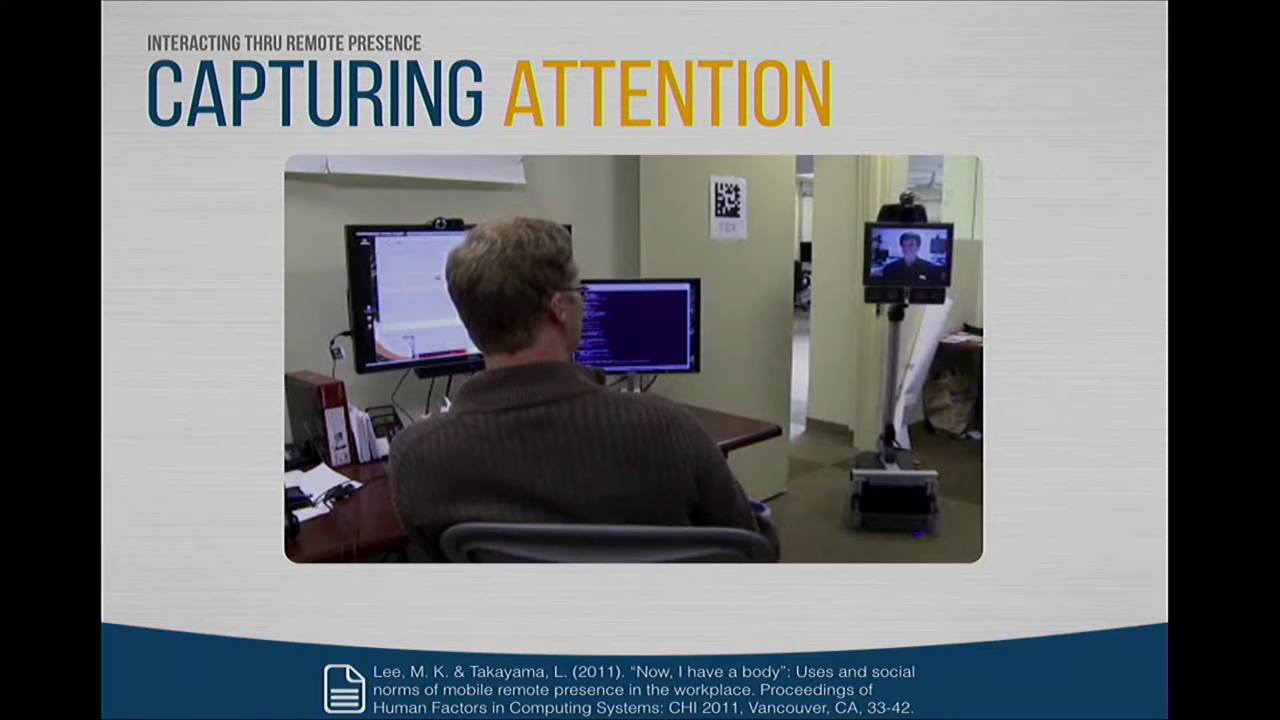 INTERACTING THRU REMOTE PRESENCE
CAPTURING ATTENTION
Lee, M. K. & Takayama, L. (2011). “Now, I have a body”: Uses and social
norms of mobile remote presence in the workplace. Proceedings of
Human Factors in Computing Systems: CHI 2011, Vancouver, CA, 33-42.